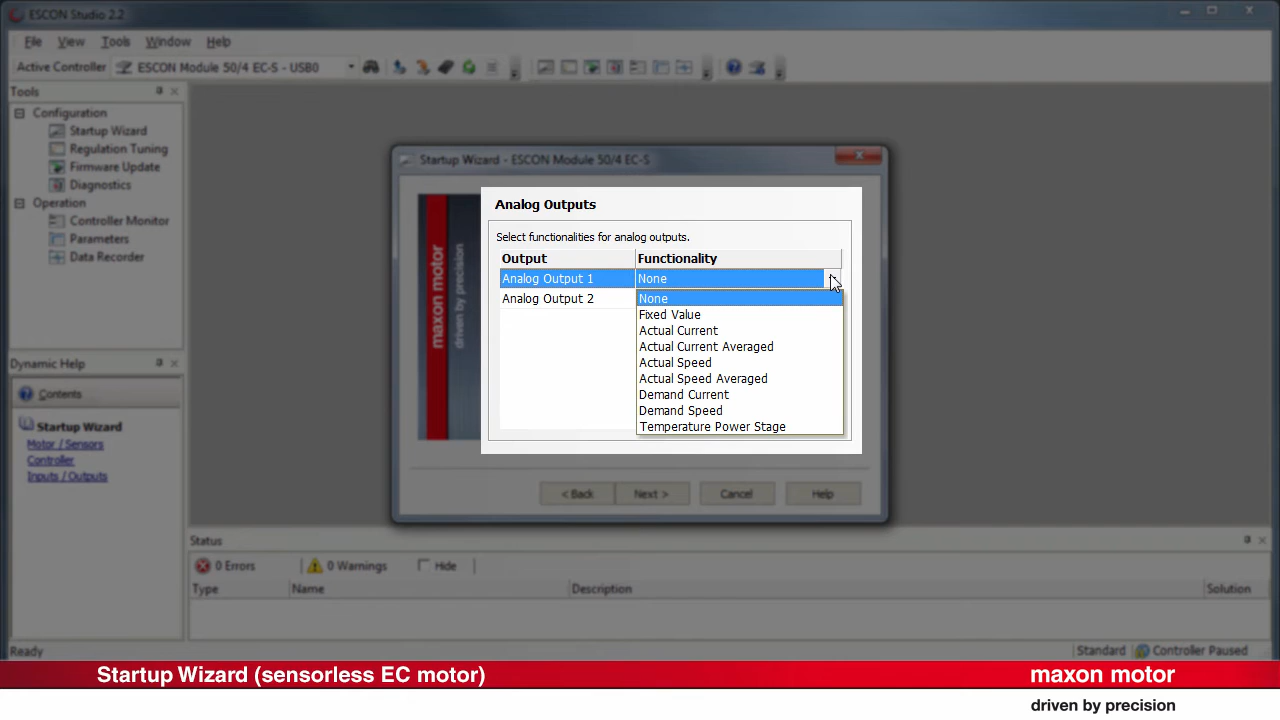 ESCON Studio 2.2
File View Tools Window Help
Active Controller ESCON Module 50/4 EC-S - USB0
Tools
Configuration
Startup Wizard
Regulation Tuning
Firmware Update
Diagnostics
Operation
Controller Monitor
Parameters
Data Recorder
Dynamic Help
Contents
Startup Wizard
Motor / Sensors
Controller
Inputs / Outputs
Startup Wizard - ESCON Module 50/4 EC-S
maxon motor
driven by precision
Analog Outputs
Select functionalities for analog outputs.
Output Functionality
Analog Output 1 None
Analog Output 2
None
Fixed Value
Actual Current
Actual Current Averaged
Actual Speed
Actual Speed Averaged
Demand Current
Demand Speed
Temperature Power Stage
< Back Next > Cancel Help
Status
0 Errors 0 Warnings Hide
Type Name Description Solution
Ready Standard Controller Paused
Startup Wizard (sensorless EC motor) maxon motor
driven by precision